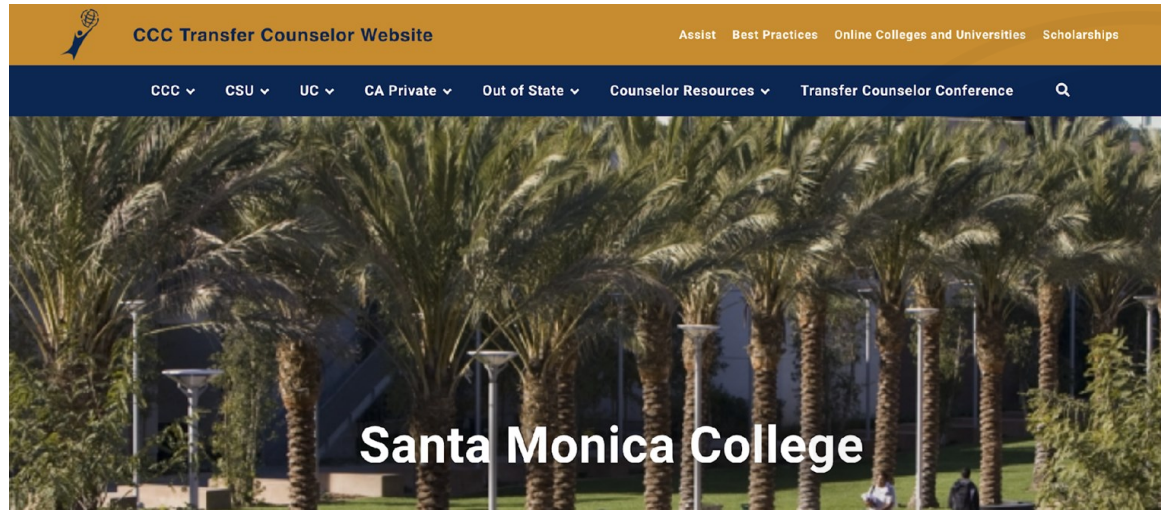 CCC Transfer Counselor Website
Assist Best Practices Online Colleges and Universities Scholarships
CCC CSU UC CA Private Out of State Counselor Resources Transfer Counselor Conference
Santa Monica College